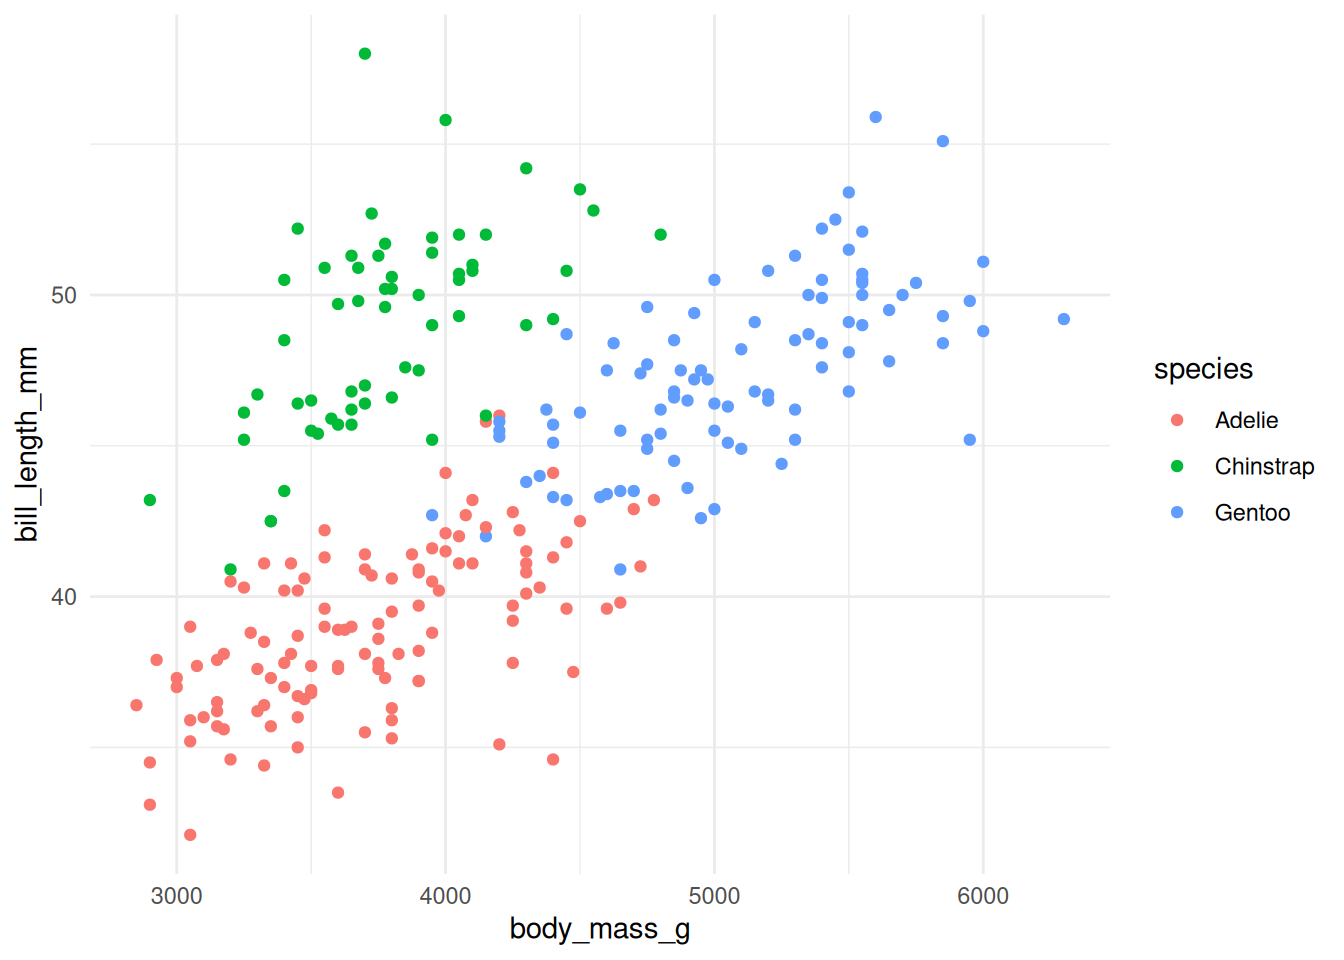 bill_length_mm
50
40
3000
4000
5000
6000
body_mass_g
species
Adelie
Chinstrap
Gentoo